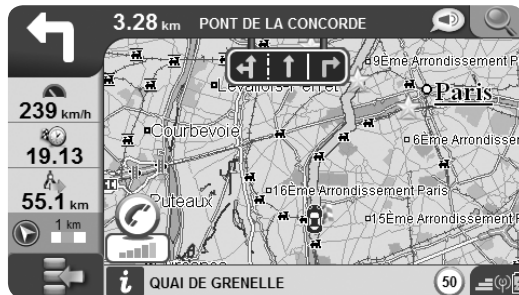 3.28 km PONT DE LA CONCORDE
239 km/h
19.13
55.1 km
1 km
9Eme Arrondissement P
Levallois-Perret
Paris
Courbevoie
6Eme Arrondisser
16Eme Arrondissement Paris
Puteaux
15Eme Arrondissement F
i QUAI DE GRENELLE 50